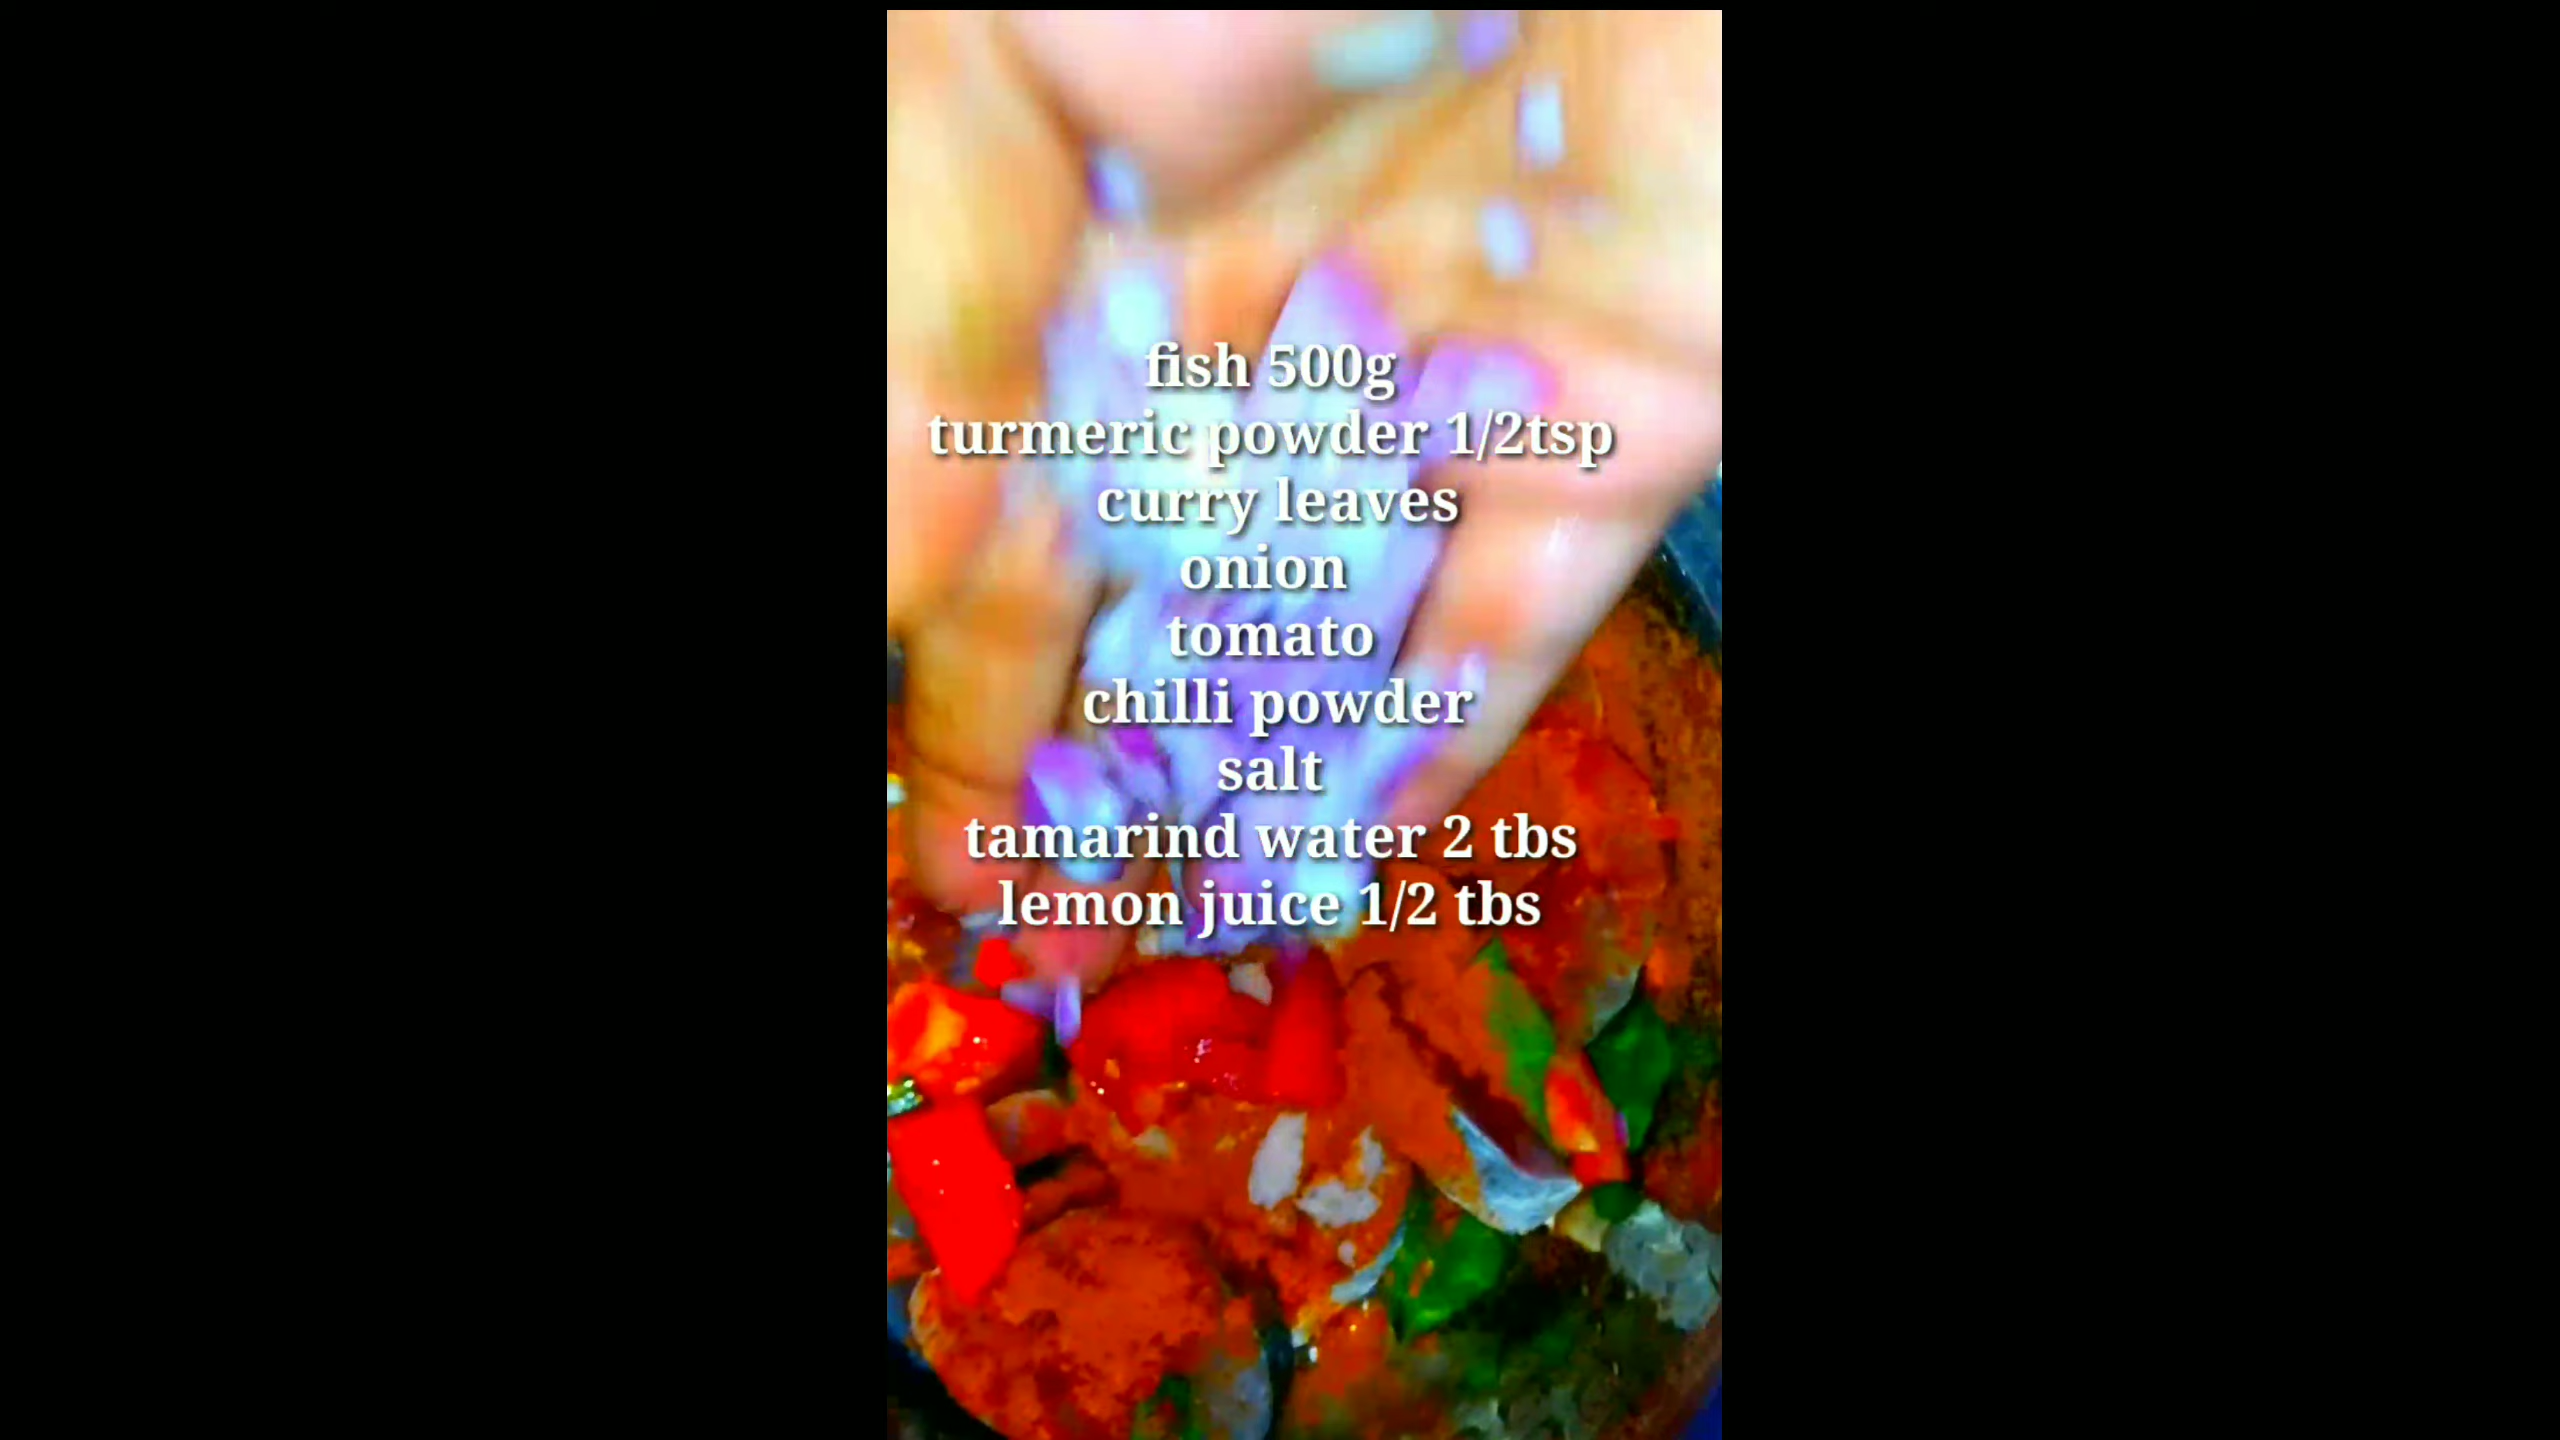 fish 500g
turmeric powder 1/2tsp
curry leaves
onion
tomato
chilli powder
salt
tamarind water 2 tbs
lemon juice 1/2 tbs